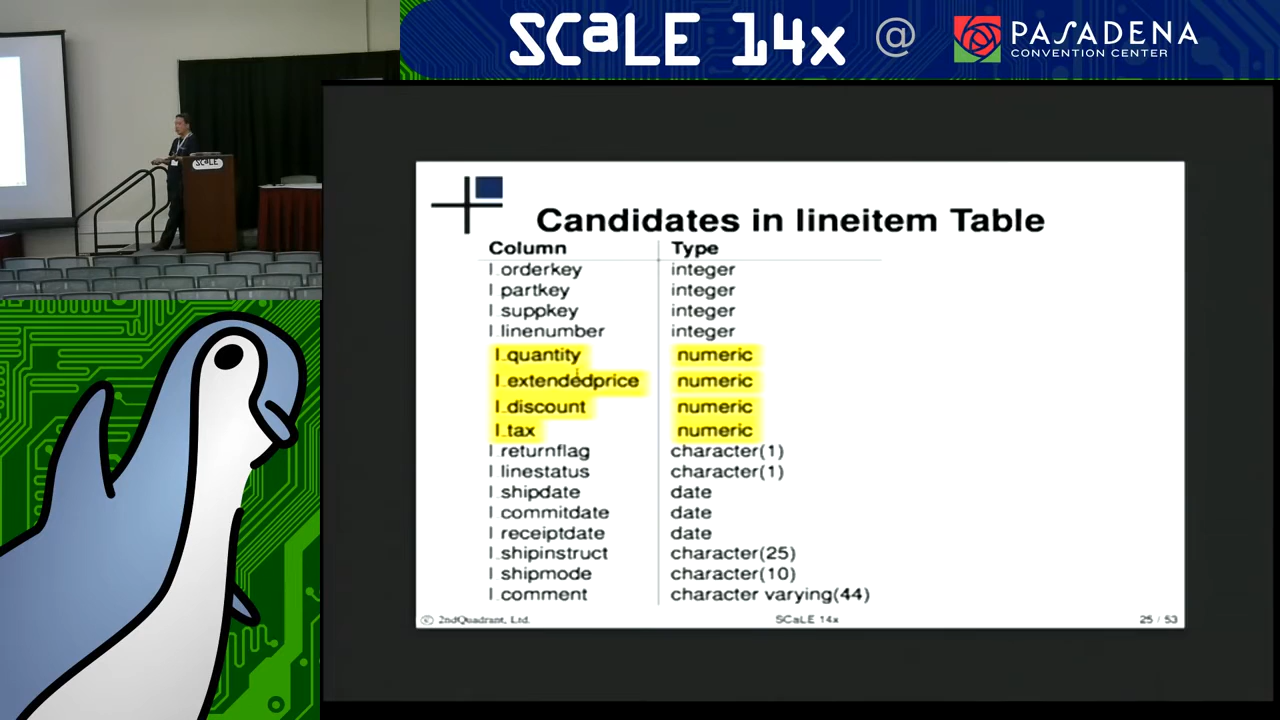 SCaLE 14x @ PASADENA
CONVENTION CENTER
SCaLE
Candidates in lineitem Table
Column Type
l_orderkey integer
l_partkey integer
l_suppkey integer
l_linenumber integer
l_quantity numeric
l_extendedprice numeric
l_discount numeric
l_tax numeric
l_returnflag character(1)
l_linestatus character(1)
l_shipdate date
l_commitdate date
l_receiptdate date
l_shipinstruct character(25)
l_shipmode character(10)
l_comment character varying(44)
© 2ndQuadrant, Ltd. SCaLE 14x 25 / 53